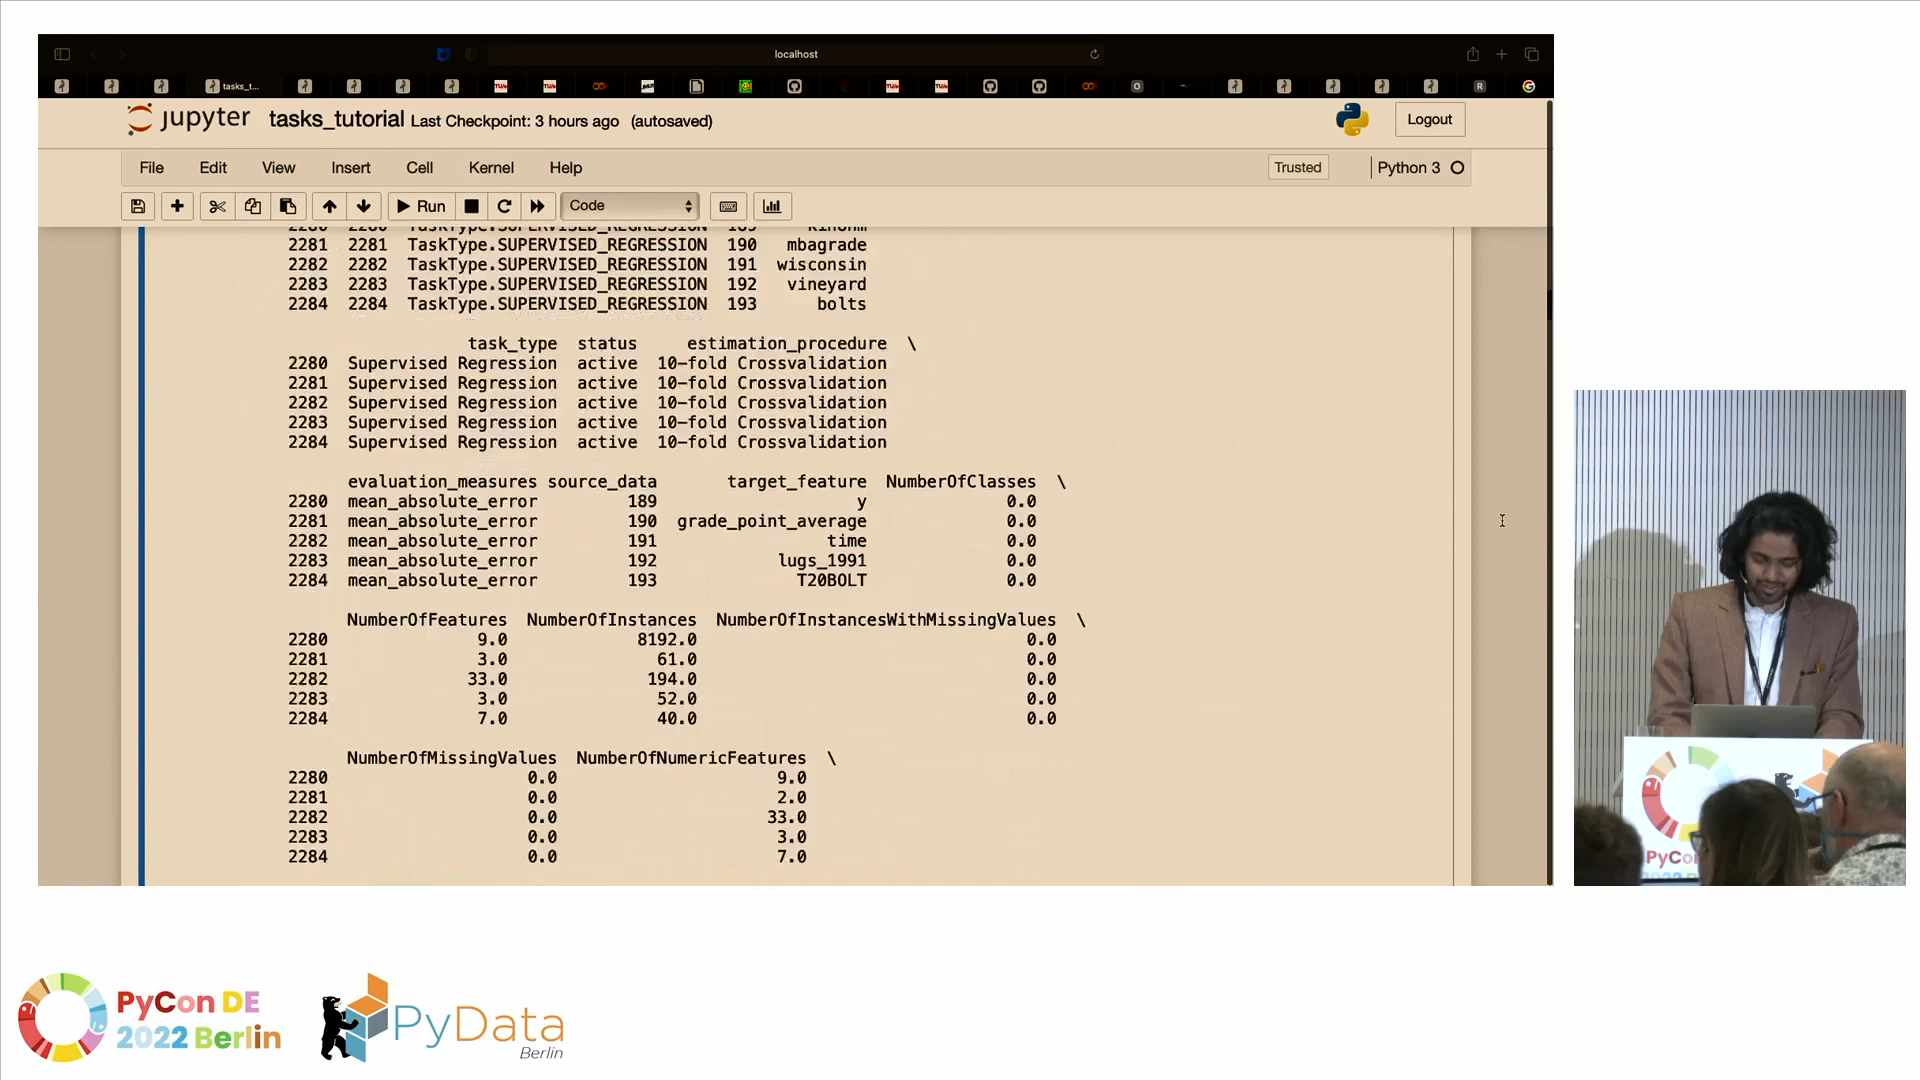 localhost
tasks_t...
jupyter tasks_tutorial Last Checkpoint: 3 hours ago (autosaved)
Logout
File Edit View Insert Cell Kernel Help
Trusted
Python 3
Run
Code
2281 2281 TaskType.SUPERVISED_REGRESSION 190 mbagrade
2282 2282 TaskType.SUPERVISED_REGRESSION 191 wisconsin
2283 2283 TaskType.SUPERVISED_REGRESSION 192 vineyard
2284 2284 TaskType.SUPERVISED_REGRESSION 193 bolts
task_type status estimation_procedure \
2280 Supervised Regression active 10-fold Crossvalidation
2281 Supervised Regression active 10-fold Crossvalidation
2282 Supervised Regression active 10-fold Crossvalidation
2283 Supervised Regression active 10-fold Crossvalidation
2284 Supervised Regression active 10-fold Crossvalidation
evaluation_measures source_data target_feature NumberOfClasses \
2280 mean_absolute_error 189 y 0.0
2281 mean_absolute_error 190 grade_point_average 0.0
2282 mean_absolute_error 191 time 0.0
2283 mean_absolute_error 192 lugs_1991 0.0
2284 mean_absolute_error 193 T20BOLT 0.0
NumberOfFeatures NumberOfInstances NumberOfInstancesWithMissingValues \
2280 9.0 8192.0 0.0
2281 3.0 61.0 0.0
2282 33.0 194.0 0.0
2283 3.0 52.0 0.0
2284 7.0 40.0 0.0
NumberOfMissingValues NumberOfNumericFeatures \
2280 0.0 9.0
2281 0.0 2.0
2282 0.0 33.0
2283 0.0 3.0
2284 0.0 7.0
PyCon DE
2022 Berlin
PyData
Berlin